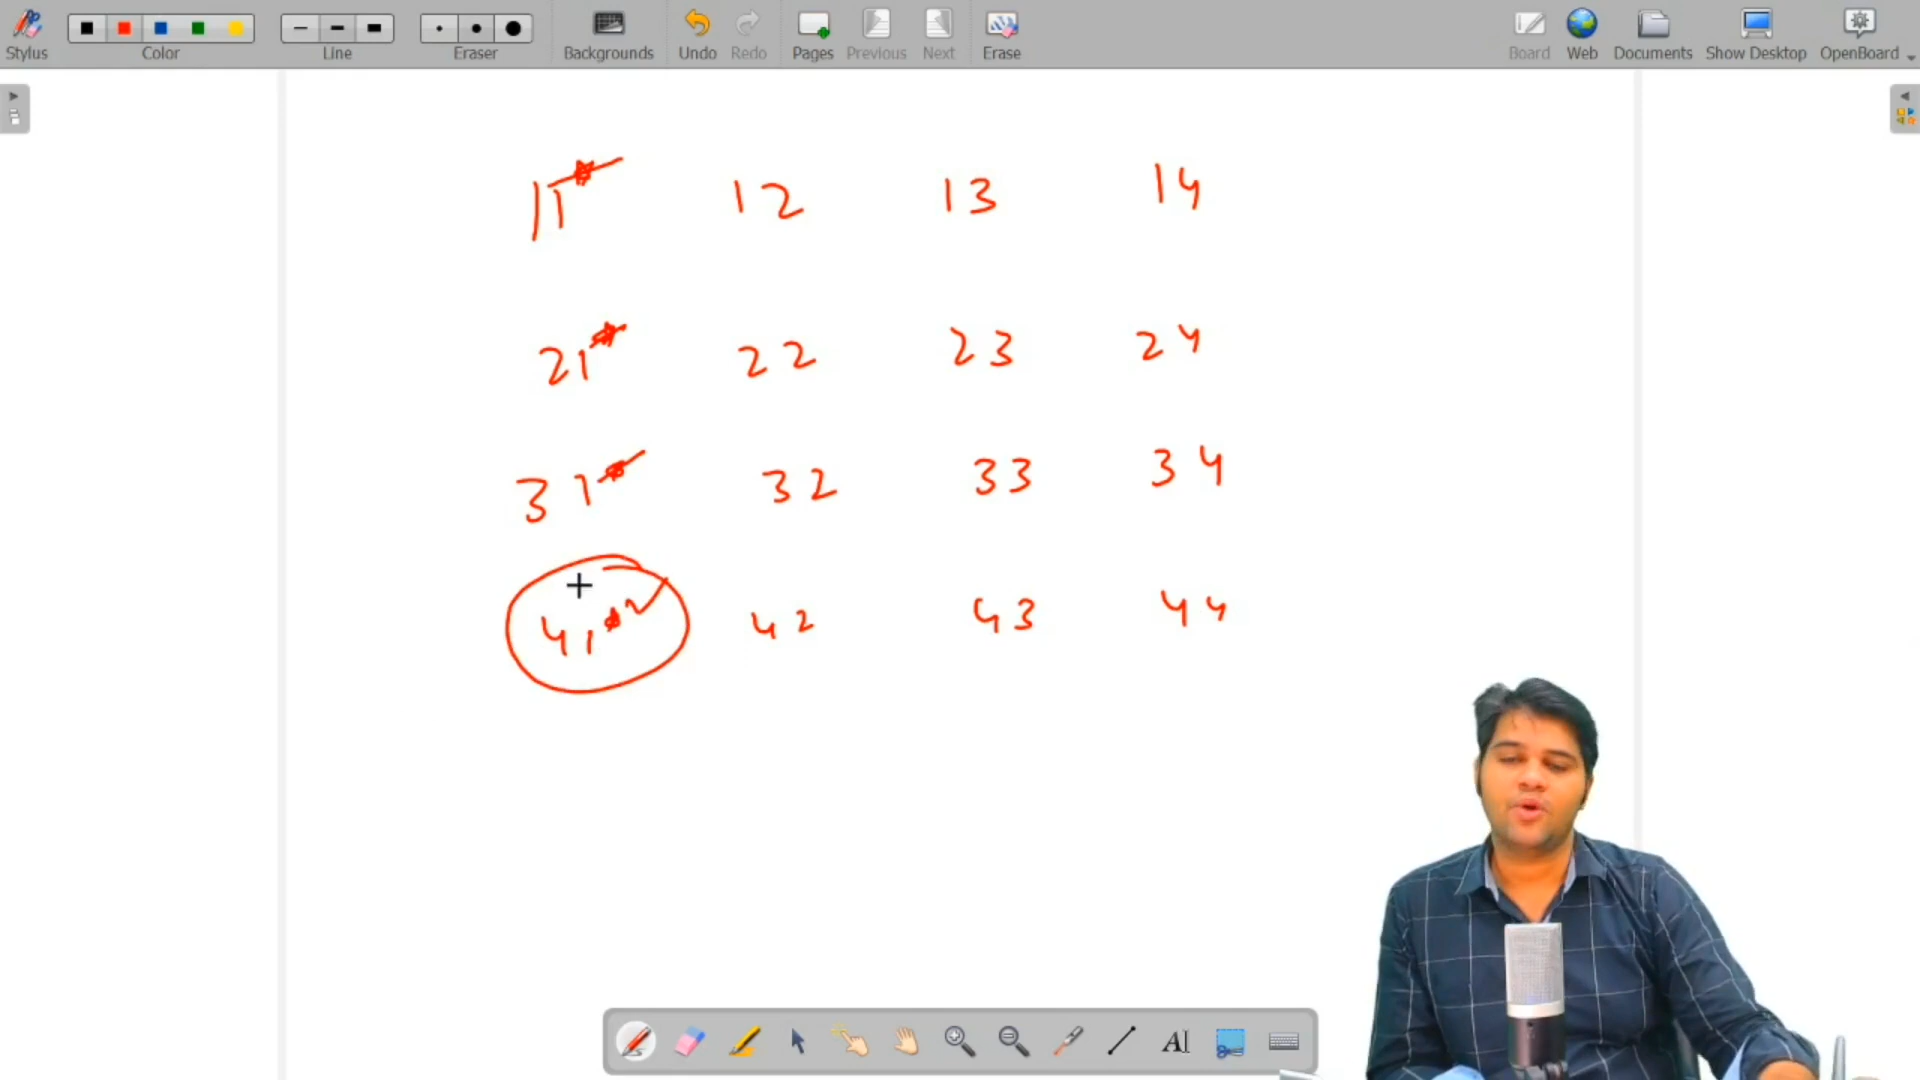 Stylus Color Line Eraser Backgrounds Undo Redo Pages Previous Next Erase Board Web Documents Show Desktop OpenBoard
11 12 13 14
21 22 23 24
31 32 33 34
41 42 43 44
AI